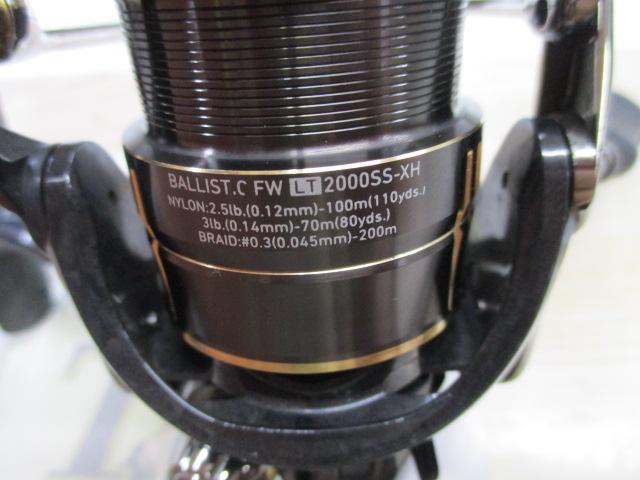 BALLIST.C FW LT 2000SS-XH
NYLON:2.5lb.(0.12mm)-100m(110yds.)
3lb.(0.14mm)-70m(80yds.)
BRAID:#0.3(0.045mm)-200m